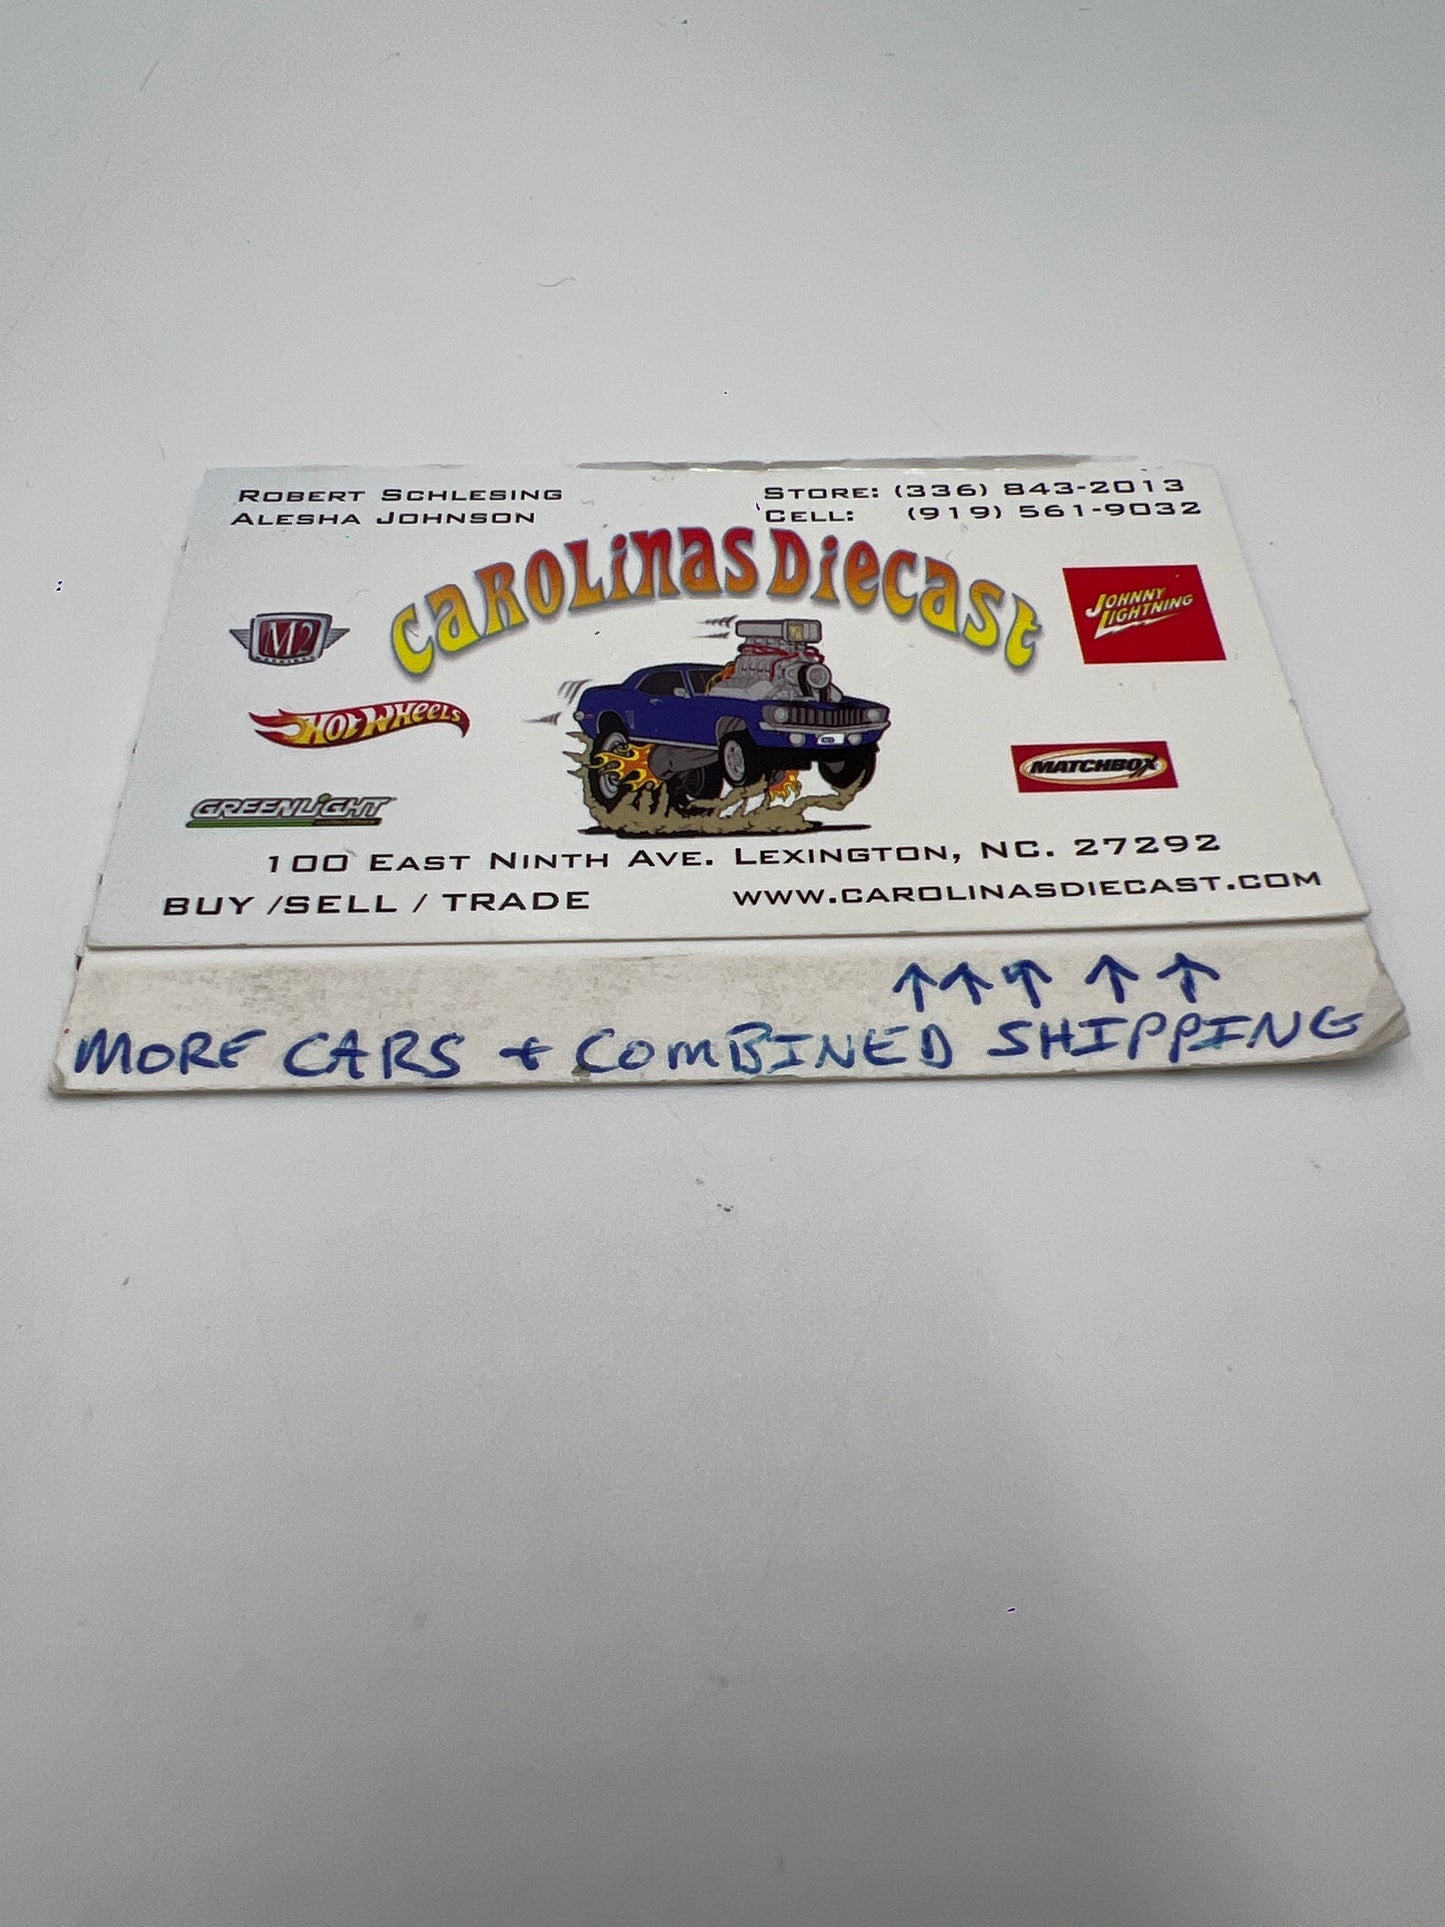 ROBERT SCHLESING
ALESHA JOHNSON
STORE: (336) 843-2013
CELL: (919) 561-9032
CAROLINAS DIECAST
M2
JOHNNY
LIGHTNING
HOT WHEELS
MATCHBOX
GREENLIGHT
100 EAST NINTH AVE. LEXINGTON, NC. 27292
BUY /SELL / TRADE
WWW.CAROLINASDIECAST.COM
↑ ↑ ↑ ↑ ↑
MORE CARS + COMBINED SHIPPING